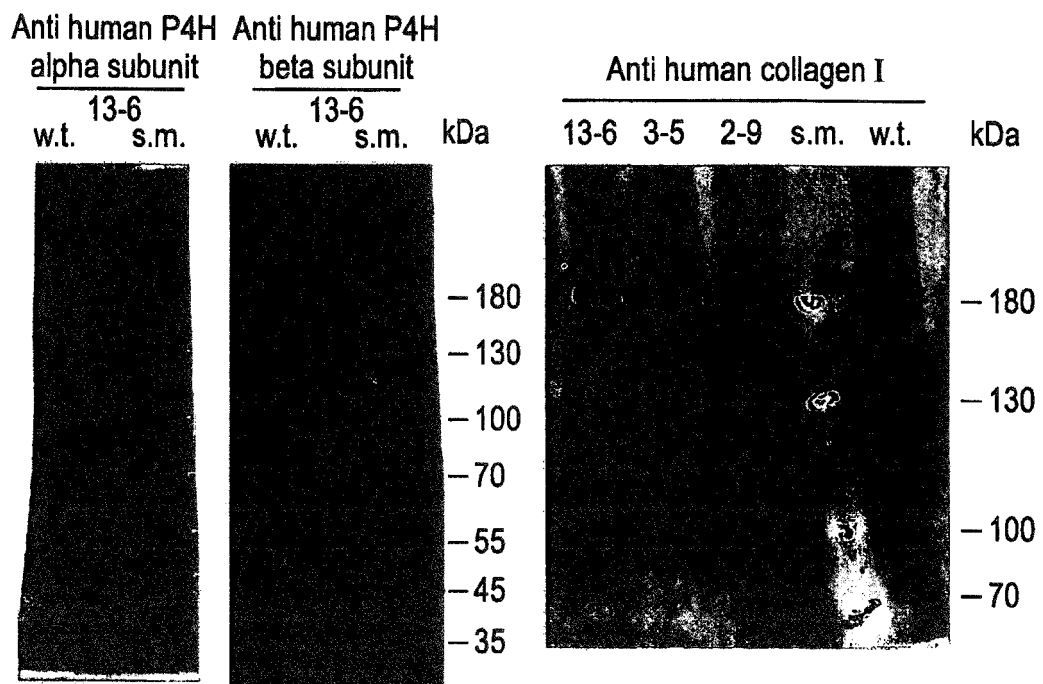 Anti human P4H alpha subunit
13-6
w.t. s.m.
Anti human P4H beta subunit
13-6
w.t. s.m.
kDa
180
130
100
70
55
45
35
Anti human collagen I
13-6 3-5 2-9 s.m. w.t.
kDa
180
130
100
70